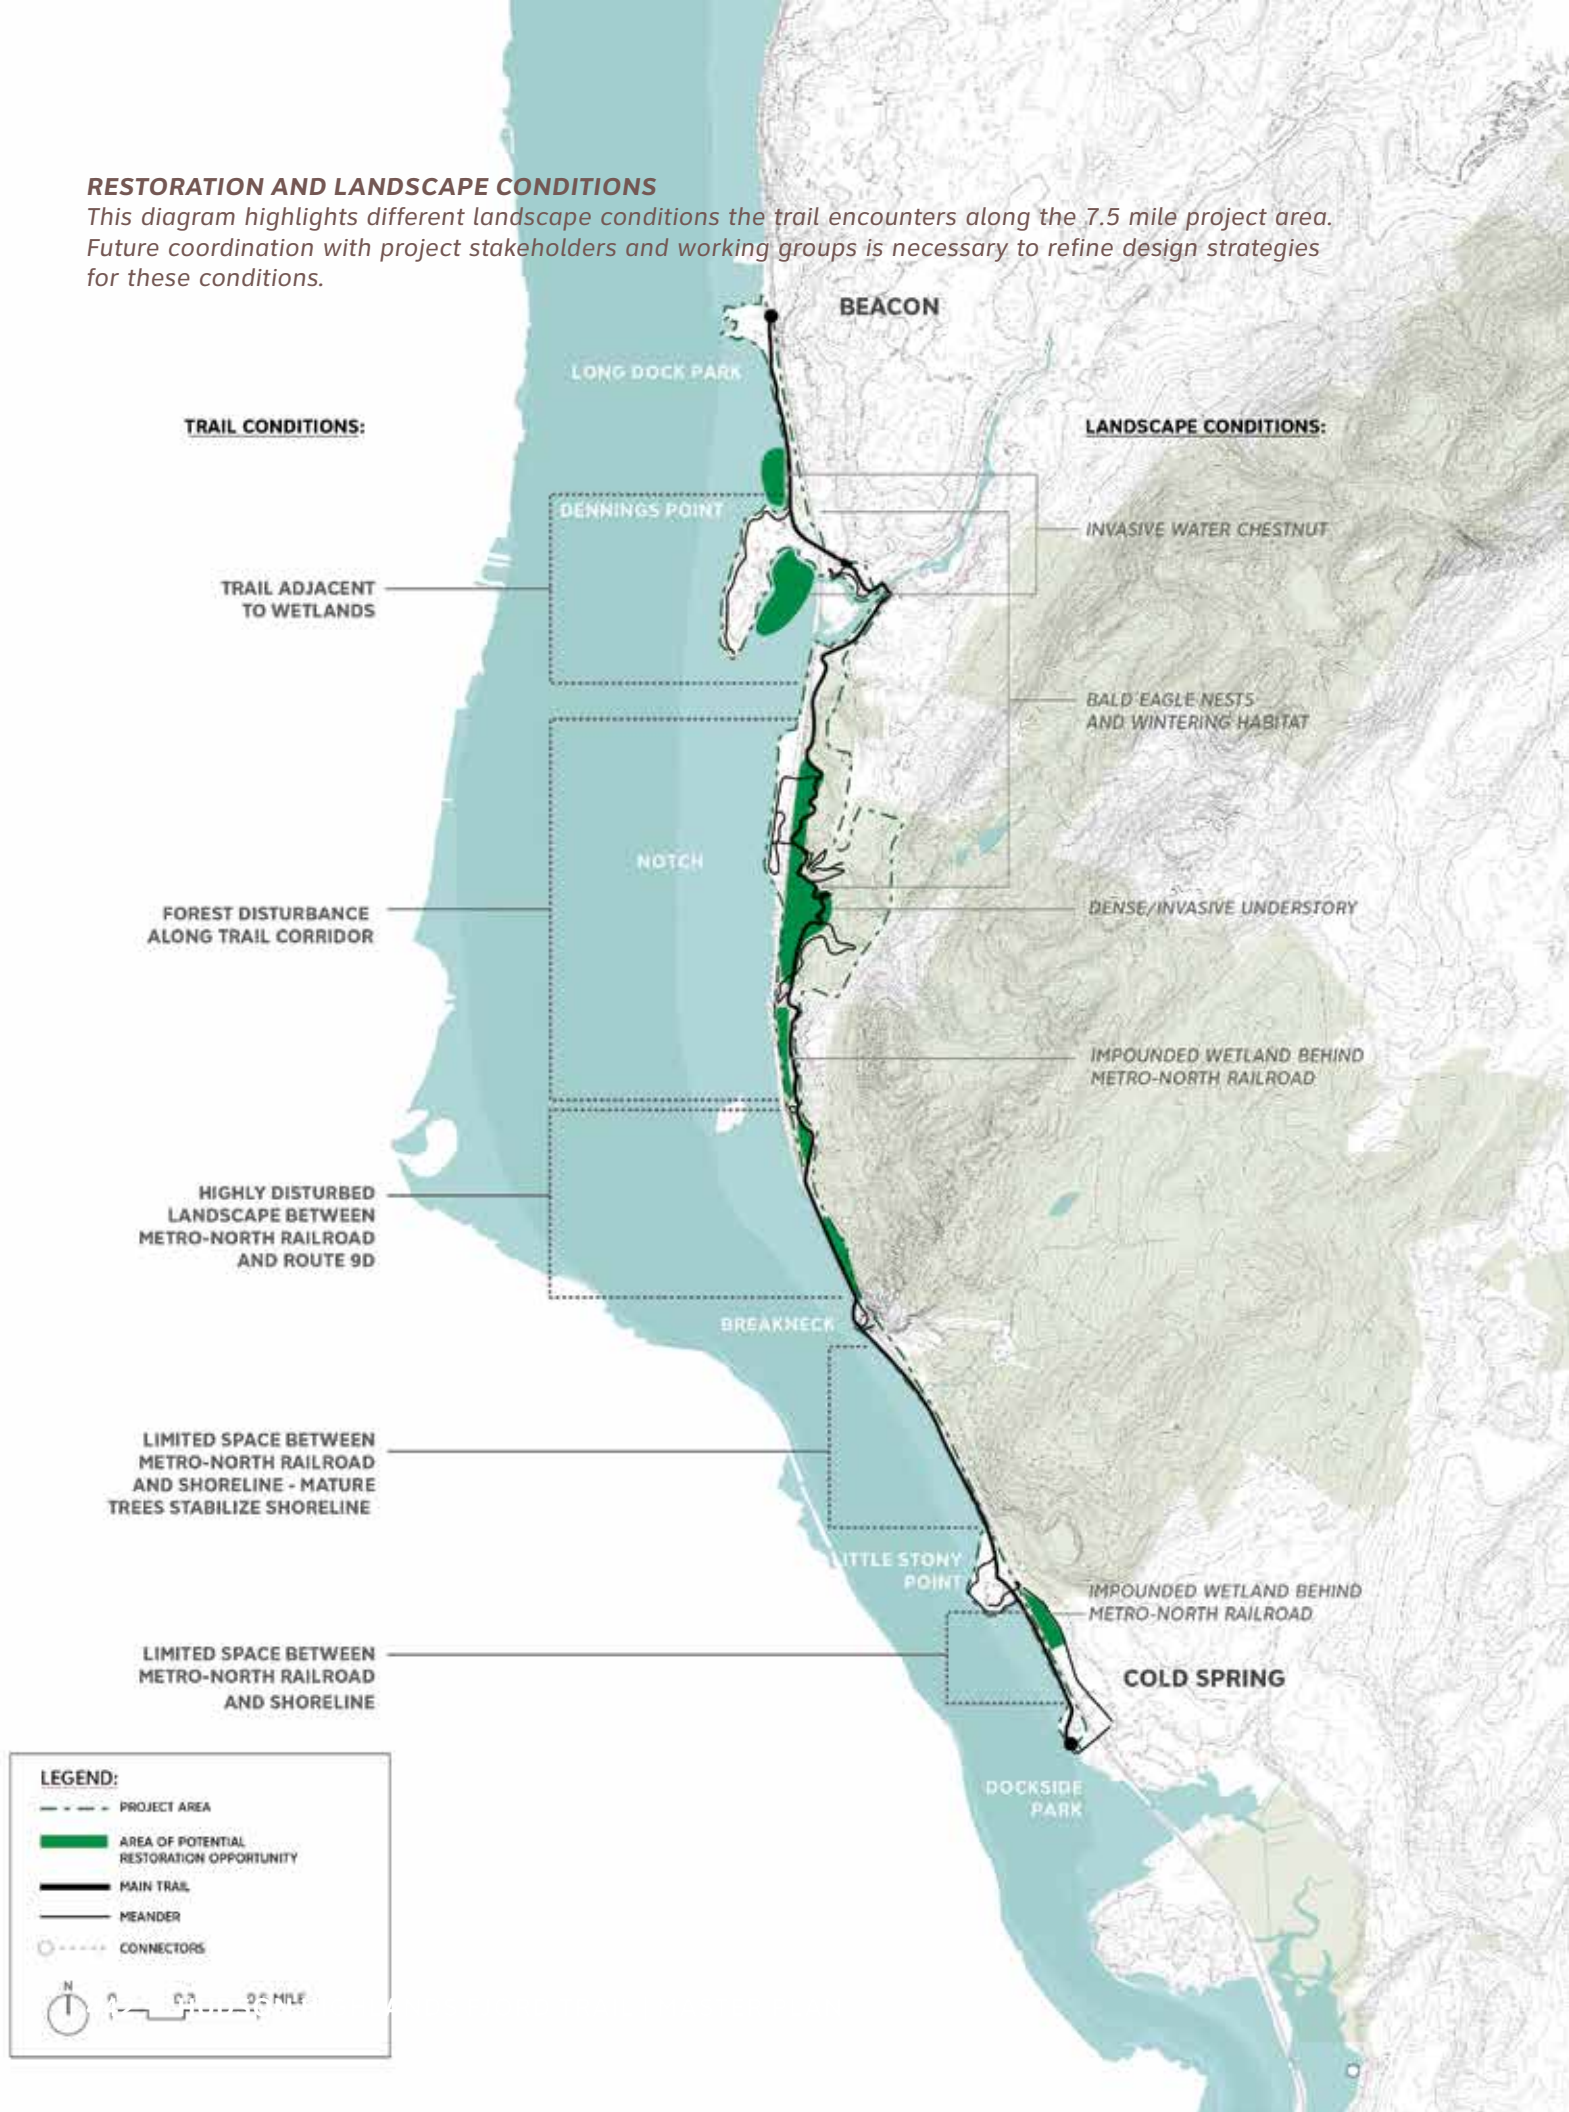 RESTORATION AND LANDSCAPE CONDITIONS
This diagram highlights different landscape conditions the trail encounters along the 7.5 mile project area.
Future coordination with project stakeholders and working groups is necessary to refine design strategies
for these conditions.
BEACON
LONG DOCK PARK
TRAIL CONDITIONS:
LANDSCAPE CONDITIONS:
DENNINGS POINT
INVASIVE WATER CHESTNUT
TRAIL ADJACENT
TO WETLANDS
BALD EAGLE NESTS
AND WINTERING HABITAT
NOTCH
FOREST DISTURBANCE
ALONG TRAIL CORRIDOR
DENSE/INVASIVE UNDERSTORY
IMPOUNDED WETLAND BEHIND
METRO-NORTH RAILROAD
HIGHLY DISTURBED
LANDSCAPE BETWEEN
METRO-NORTH RAILROAD
AND ROUTE 9D
BREAKNECK
LIMITED SPACE BETWEEN
METRO-NORTH RAILROAD
AND SHORELINE - MATURE
TREES STABILIZE SHORELINE
LITTLE STONY
POINT
IMPOUNDED WETLAND BEHIND
METRO-NORTH RAILROAD
LIMITED SPACE BETWEEN
METRO-NORTH RAILROAD
AND SHORELINE
COLD SPRING
DOCKSIDE
PARK
LEGEND:
PROJECT AREA
AREA OF POTENTIAL
RESTORATION OPPORTUNITY
MAIN TRAIL
MEANDER
CONNECTORS
N
0 MILE